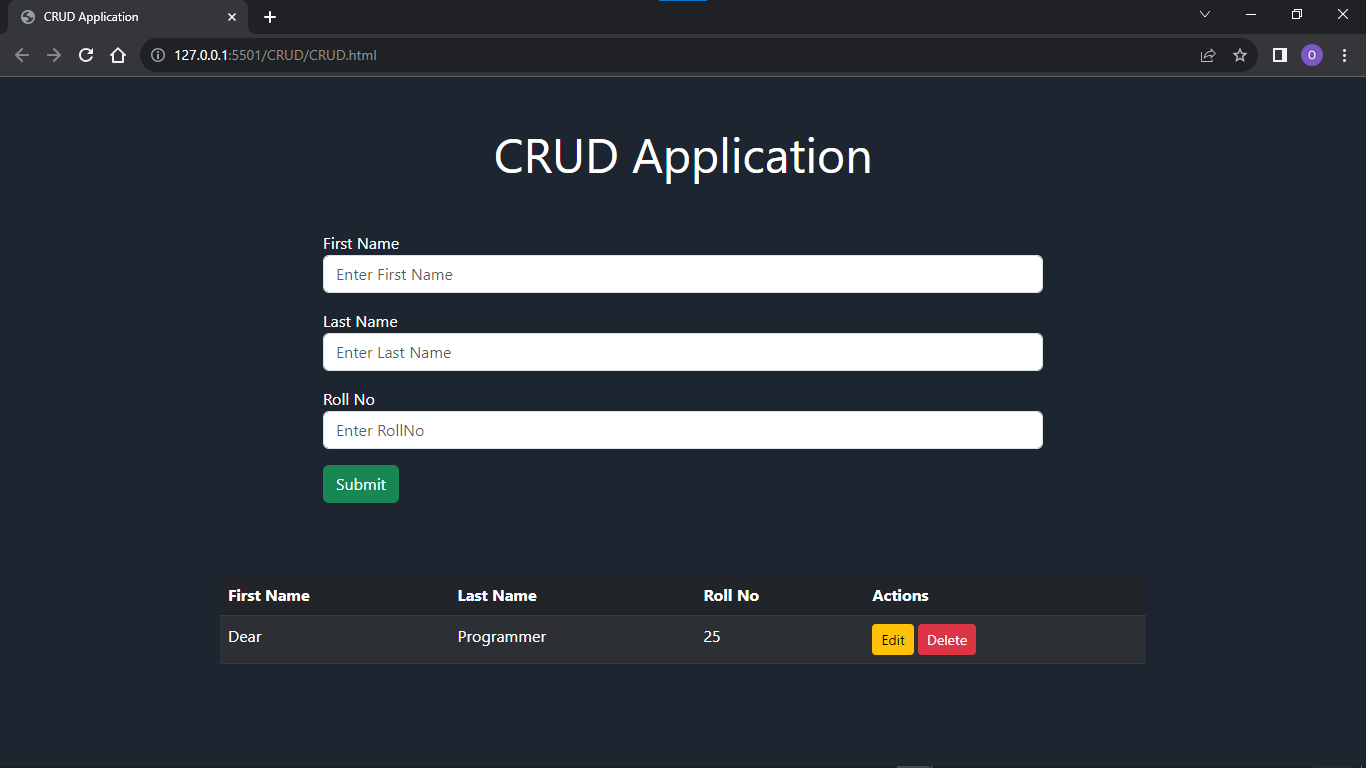 CRUD Application
127.0.0.1:5501/CRUD/CRUD.html
O
CRUD Application
First Name
Enter First Name
Last Name
Enter Last Name
Roll No
Enter RollNo
Submit
First Name Last Name Roll No Actions
Dear Programmer 25 Edit Delete